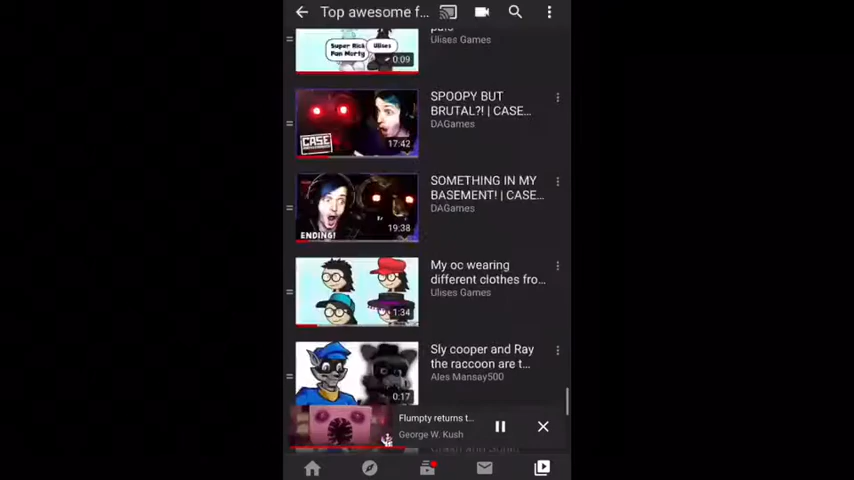 Top awesome f...
Super Rick
Pan Morty
Ulises
0:09
Ulises Games
SPOOPY BUT
BRUTAL?! | CASE...
DAGames
CASE
17:42
SOMETHING IN MY
BASEMENT! | CASE...
DAGames
ENDING!
19:38
My oc wearing
different clothes fro...
Ulises Games
1:34
Sly cooper and Ray
the raccoon are t...
Ales Mansay500
0:17
Flumpty returns t...
George W. Kush